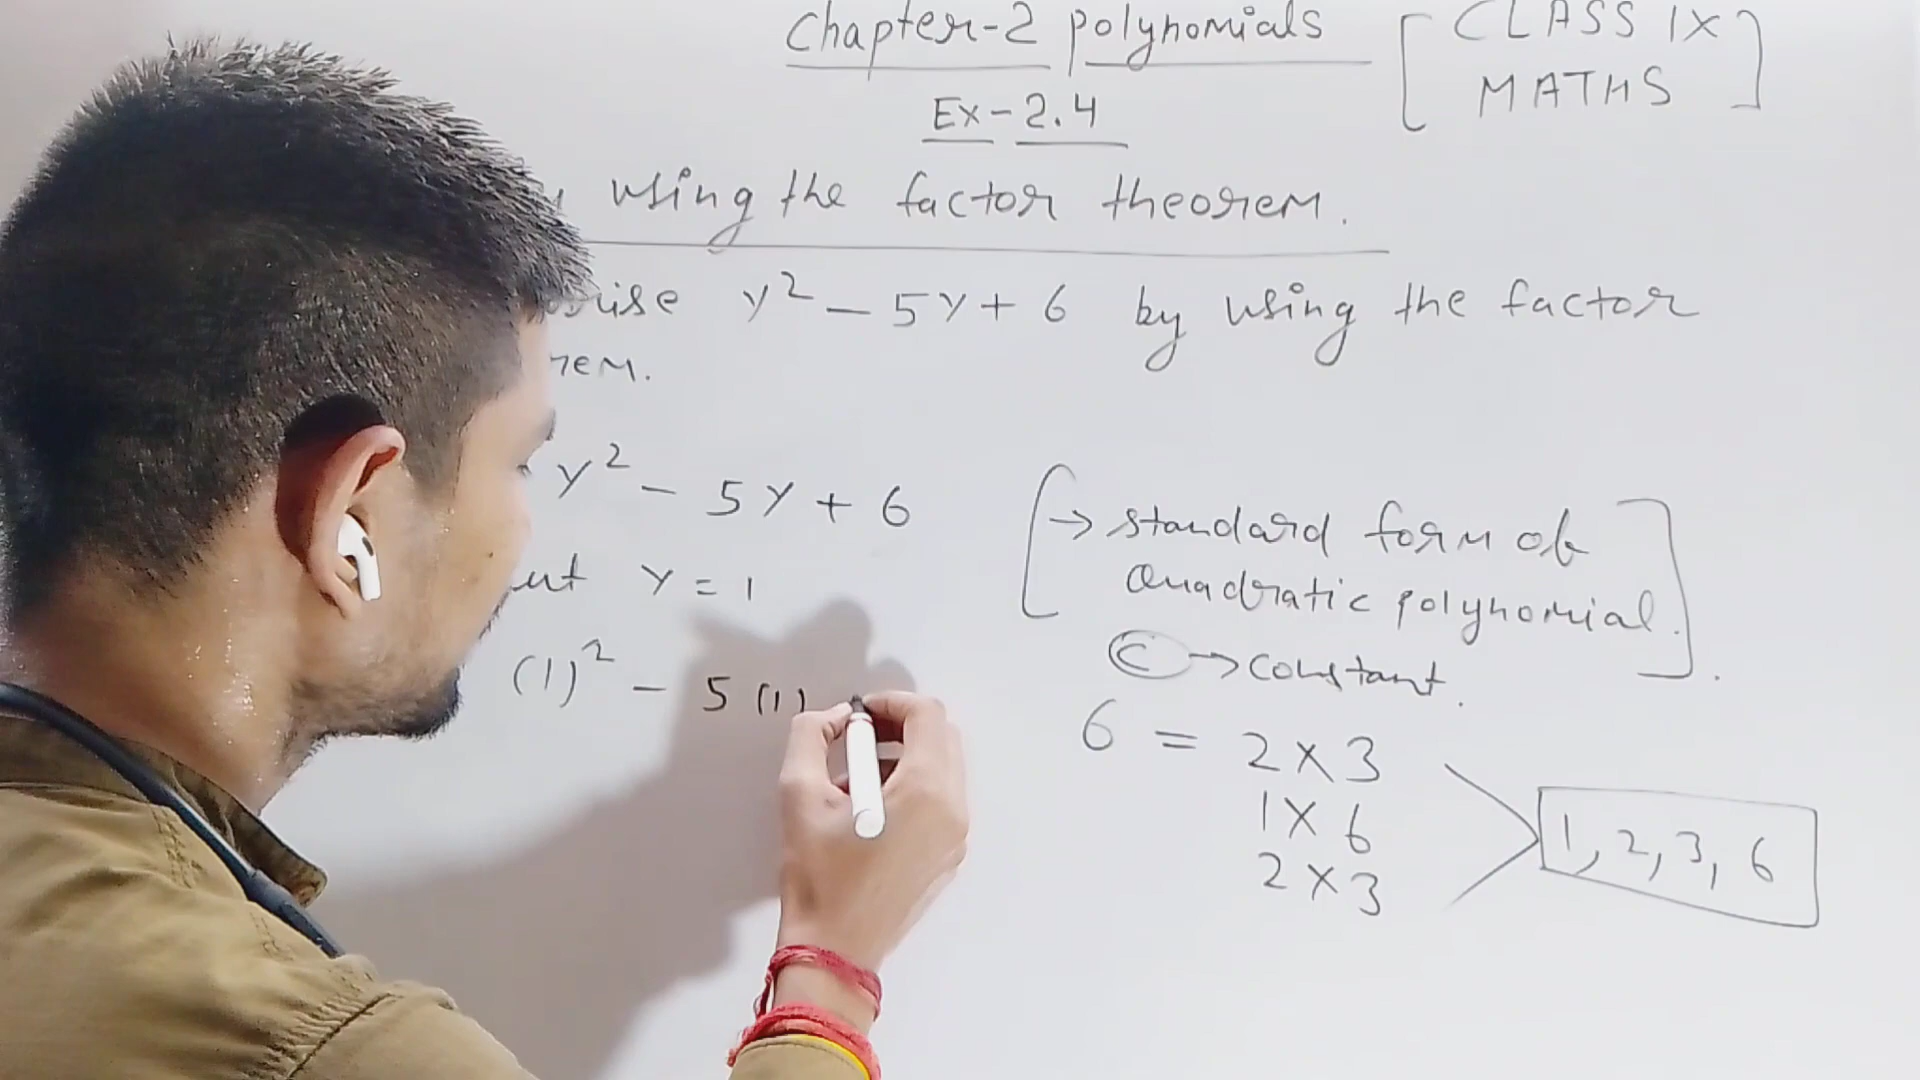 Chapter-2 polynomials
[CLASS IX
MATHS]
Ex-2.4
using the factor theorem.
rise y² - 5y + 6 by using the factor
rem.
y² - 5y + 6
ut y = 1
(1)² - 5(1)
[→ standard form of
Quadratic polynomial.].
c → constant.
6 = 2 x 3
1 x 6
2 x 3
1, 2, 3, 6